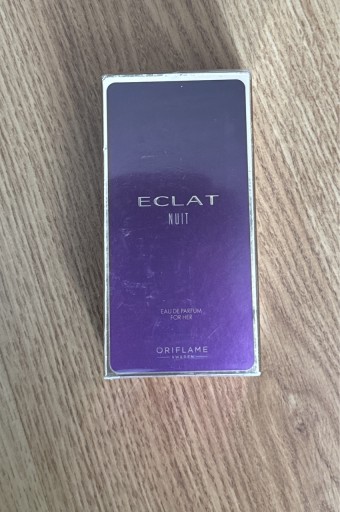 ECLAT
NUIT
EAU DE PARFUM
FOR HER
ORIFLAME
SWEDEN